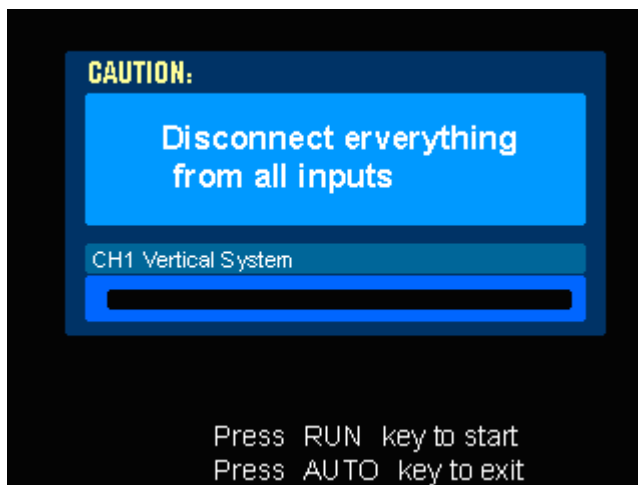 CAUTION:
Disconnect erverything
from all inputs
CH1 Vertical System
Press RUN key to start
Press AUTO key to exit